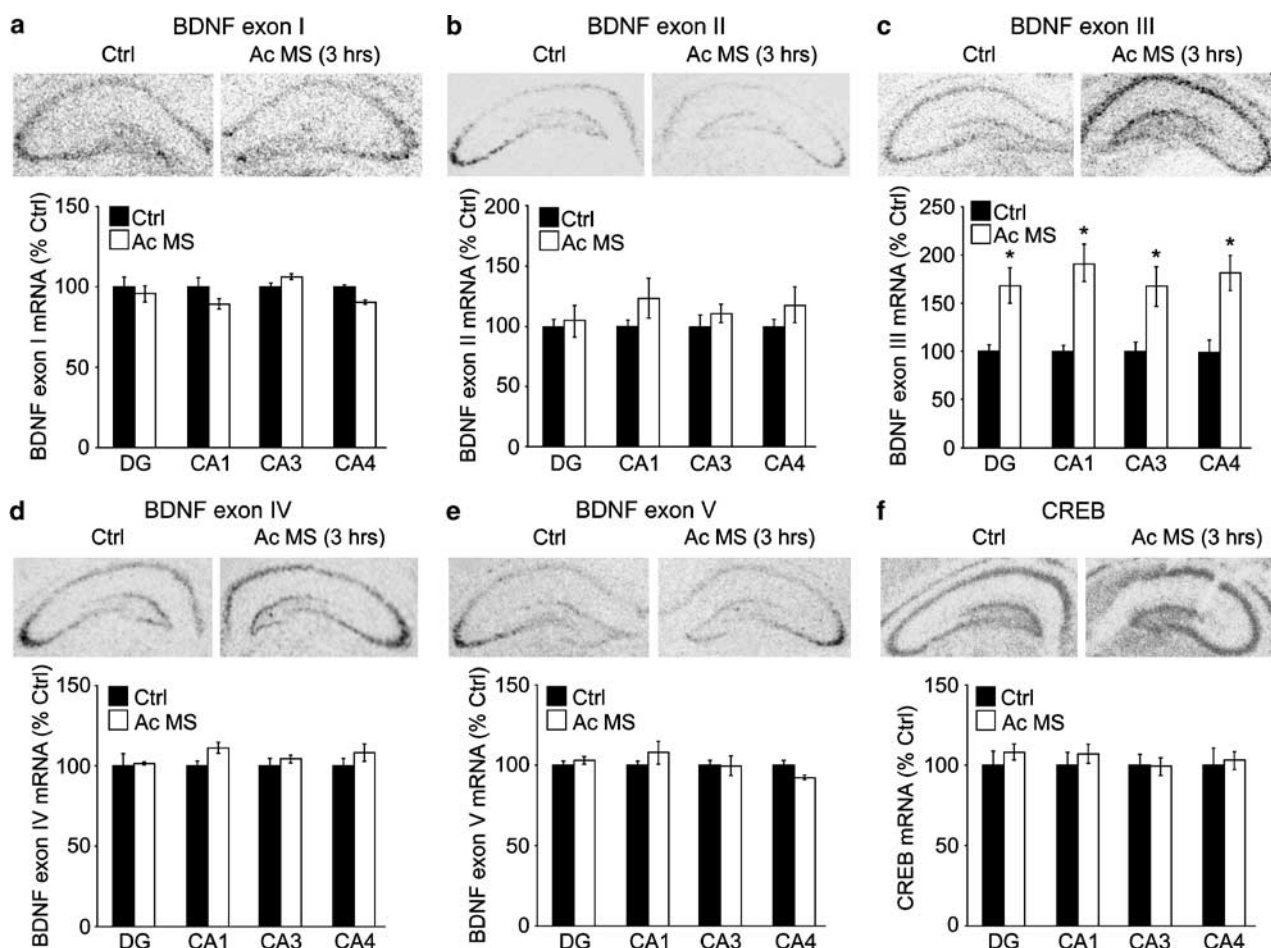 a
BDNF exon I
Ctrl
Ac MS (3 hrs)
BDNF exon I mRNA (% Ctrl)
150
100
50
0
Ctrl
Ac MS
DG
CA1
CA3
CA4
b
BDNF exon II
Ctrl
Ac MS (3 hrs)
BDNF exon II mRNA (% Ctrl)
200
150
100
50
0
Ctrl
Ac MS
DG
CA1
CA3
CA4
c
BDNF exon III
Ctrl
Ac MS (3 hrs)
BDNF exon III mRNA (% Ctrl)
250
200
150
100
50
0
Ctrl
Ac MS
*
*
*
*
DG
CA1
CA3
CA4
d
BDNF exon IV
Ctrl
Ac MS (3 hrs)
BDNF exon IV mRNA (% Ctrl)
150
100
50
0
Ctrl
Ac MS
DG
CA1
CA3
CA4
e
BDNF exon V
Ctrl
Ac MS (3 hrs)
BDNF exon V mRNA (% Ctrl)
150
100
50
0
Ctrl
Ac MS
DG
CA1
CA3
CA4
f
CREB
Ctrl
Ac MS (3 hrs)
CREB mRNA (% Ctrl)
150
100
50
0
Ctrl
Ac MS
DG
CA1
CA3
CA4